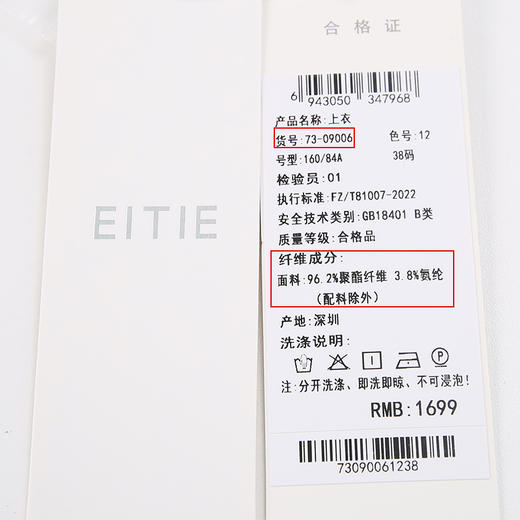 EITIE
合格证
6 943050 347968
产品名称:上衣
货号:73-09006 色号:12
号型:160/84A 38码
检验员:01
执行标准:FZ/T81007-2022
安全技术类别:GB18401 B类
质量等级:合格品
纤维成分:
面料:96.2%聚酯纤维 3.8%氨纶
(配料除外)
产地:深圳
洗涤说明:
注:分开洗涤、即洗即晾、不可浸泡!
RMB:1699
73090061238